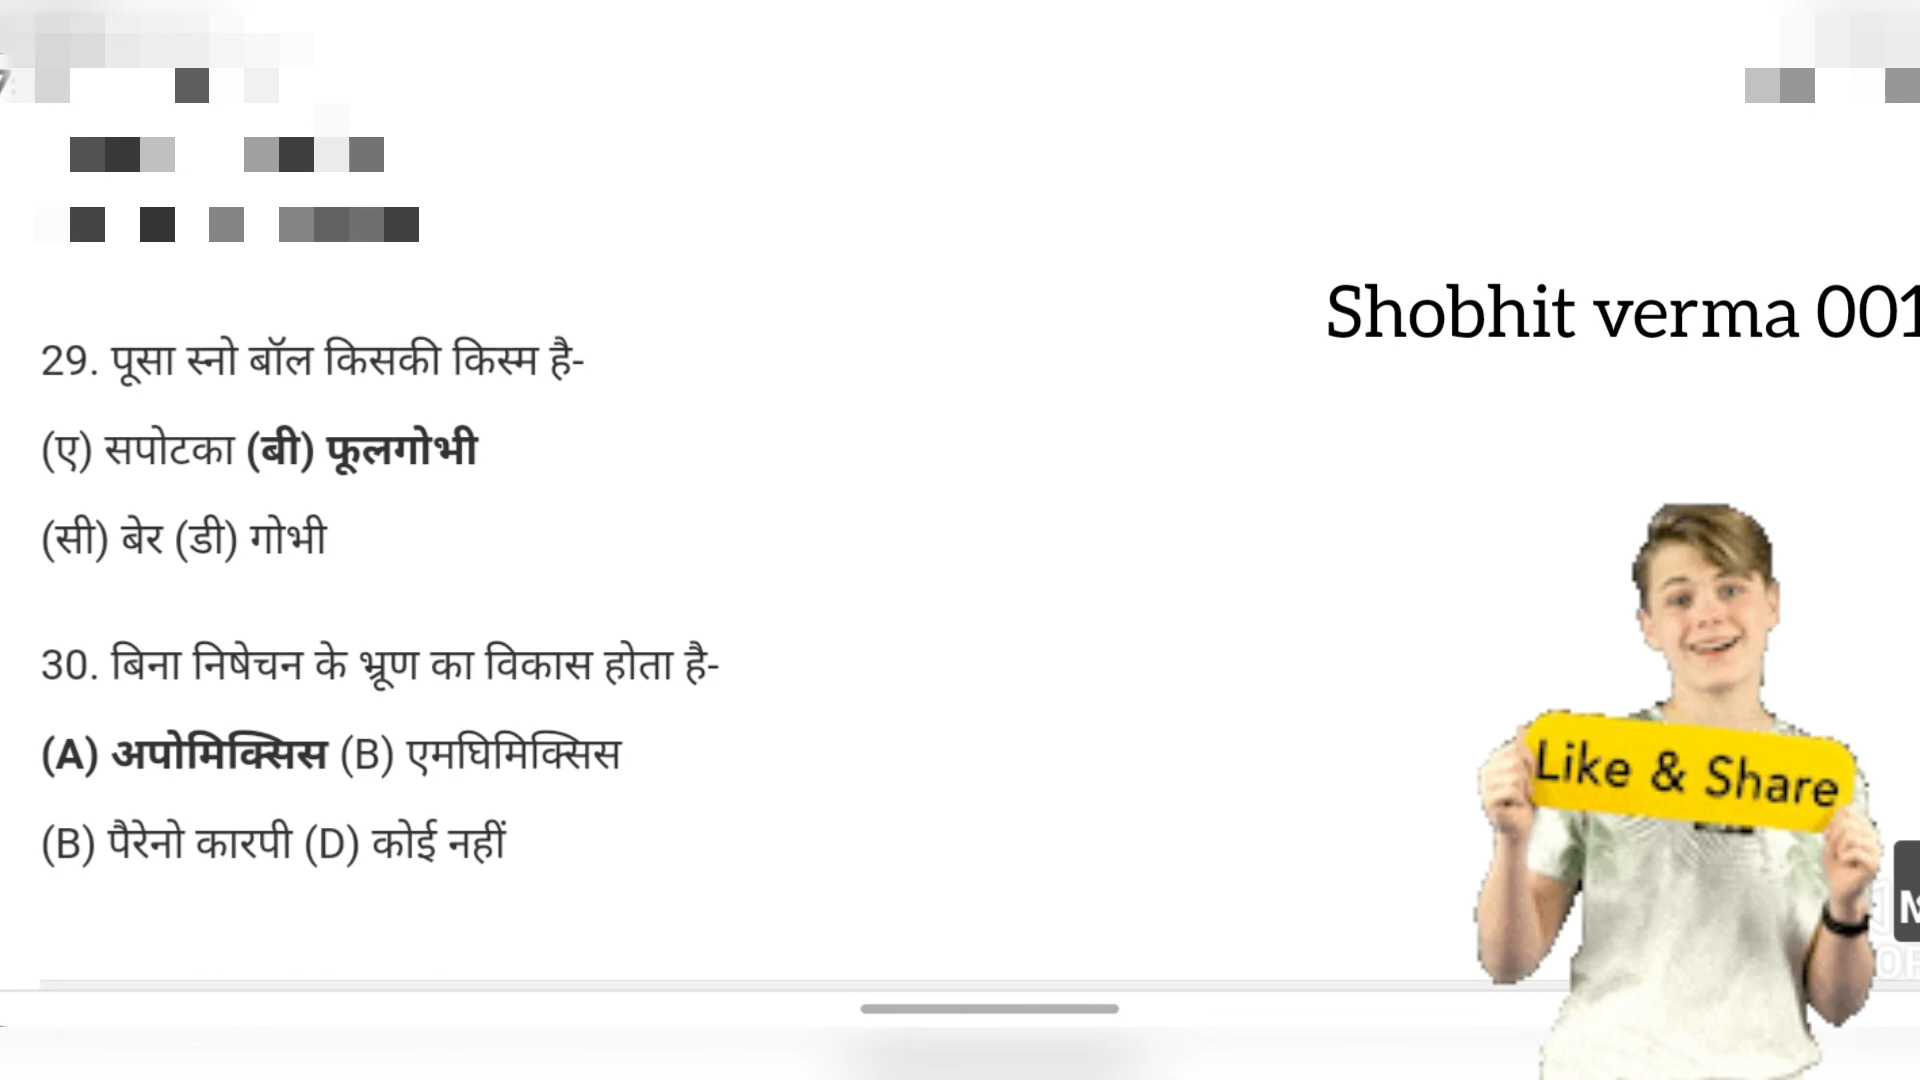 Shobhit verma 001
29. पूसा स्नो बॉल किसकी किस्म है-
(ए) सपोटका (बी) फूलगोभी
(सी) बेर (डी) गोभी
30. बिना निषेचन के भ्रूण का विकास होता है-
(A) अपोमिक्सिस (B) एमघिमिक्सिस
(B) पैरेनो कारपी (D) कोई नहीं
Like & Share